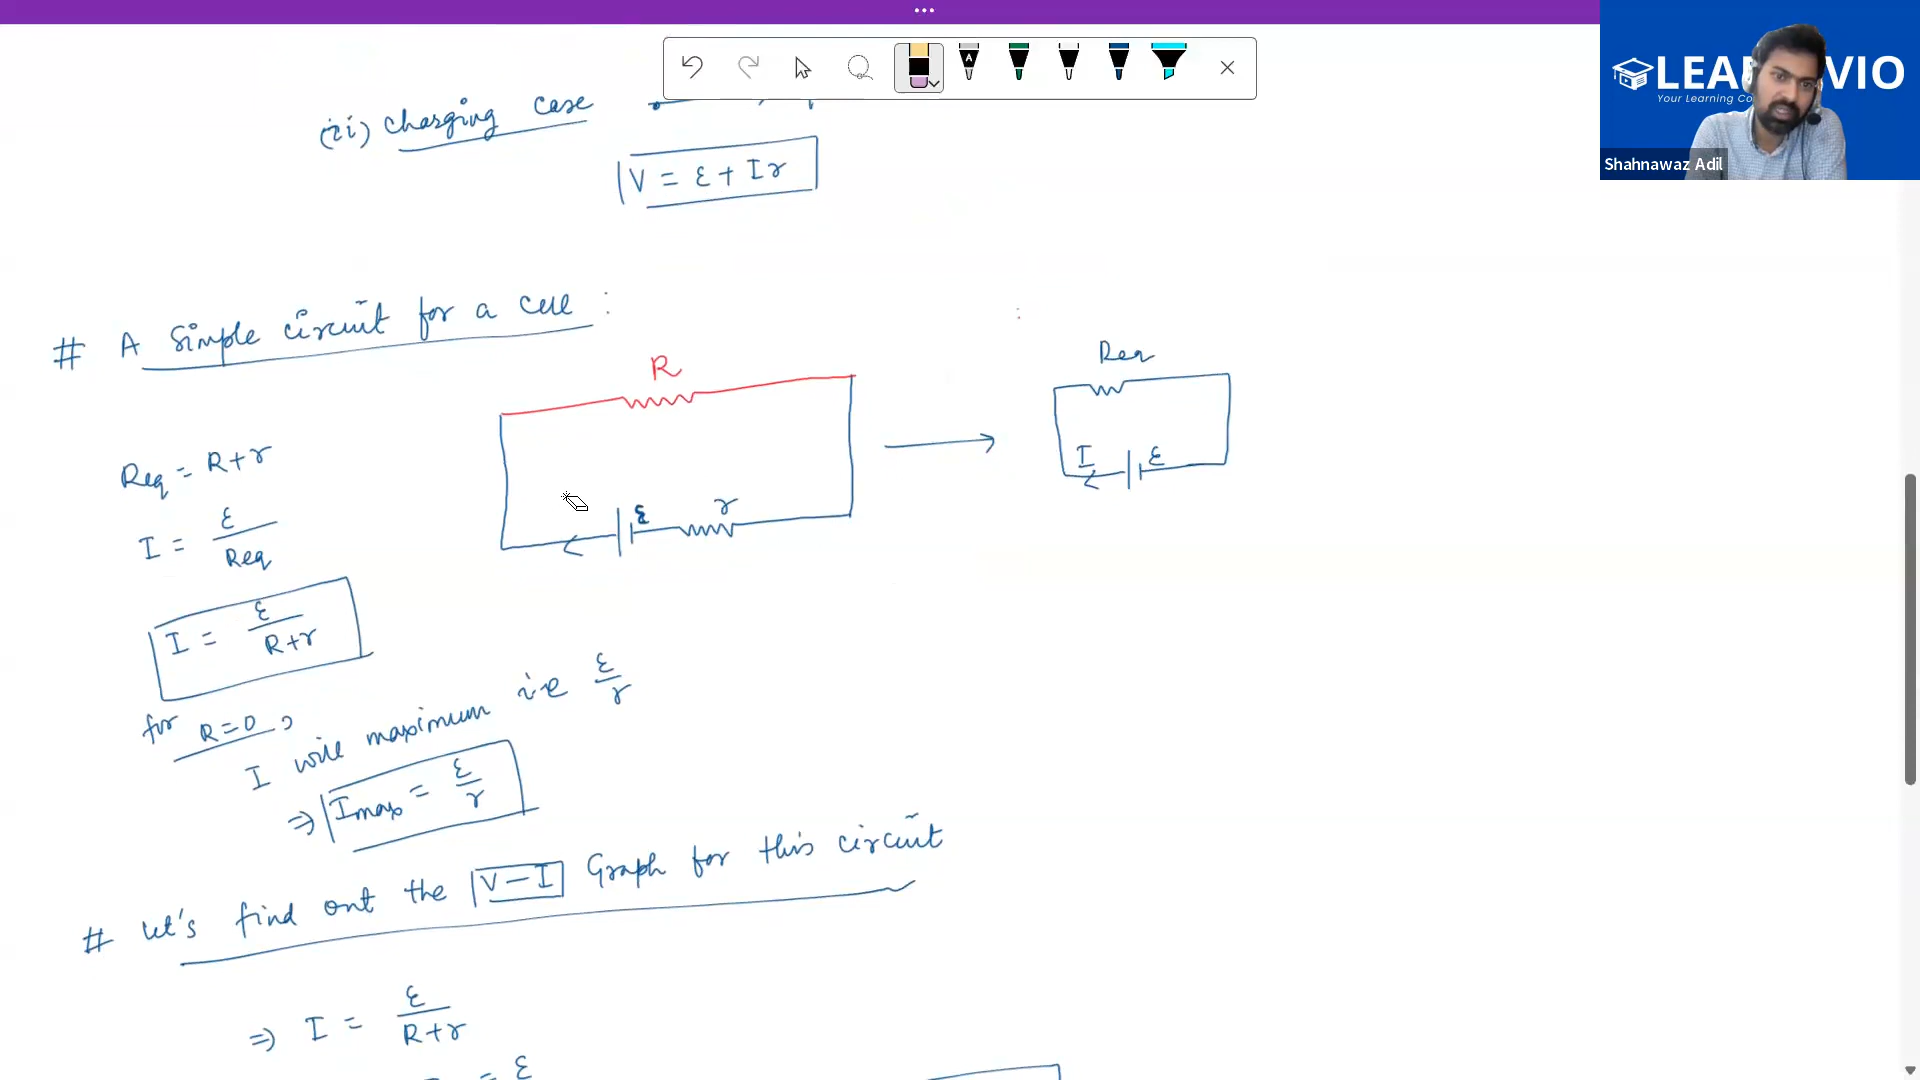 (ii) charging case
V = ε + Ir
# A simple circuit for a cell :
R
Req
Req = R+r
I
ε
ε
r
I = ε/Req
I = ε/R+r
for R=0,
I will maximum i.e ε/r
⇒ Imax = ε/r
# Let's find out the V-I Graph for this circuit
⇒ I = ε/R+r
= ε
LEA VIO
Your Learning Co
Shahnawaz Adil
A